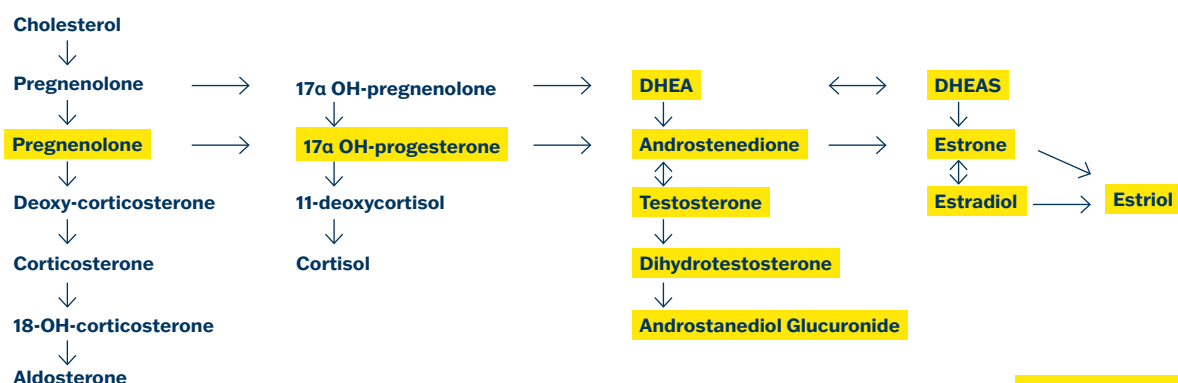 Cholesterol
Pregnenolone 17α OH-pregnenolone DHEA DHEAS
Pregnenolone 17α OH-progesterone Androstenedione Estrone
Deoxy-corticosterone 11-deoxycortisol Testosterone Estradiol Estriol
Corticosterone Cortisol Dihydrotestosterone
18-OH-corticosterone Androstanediol Glucuronide
Aldosterone